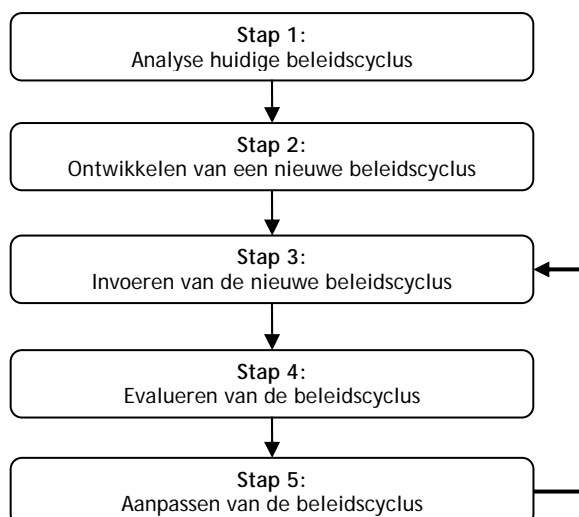 Stap 1:
Analyse huidige beleidscyclus
Stap 2:
Ontwikkelen van een nieuwe beleidscyclus
Stap 3:
Invoeren van de nieuwe beleidscyclus
Stap 4:
Evalueren van de beleidscyclus
Stap 5:
Aanpassen van de beleidscyclus